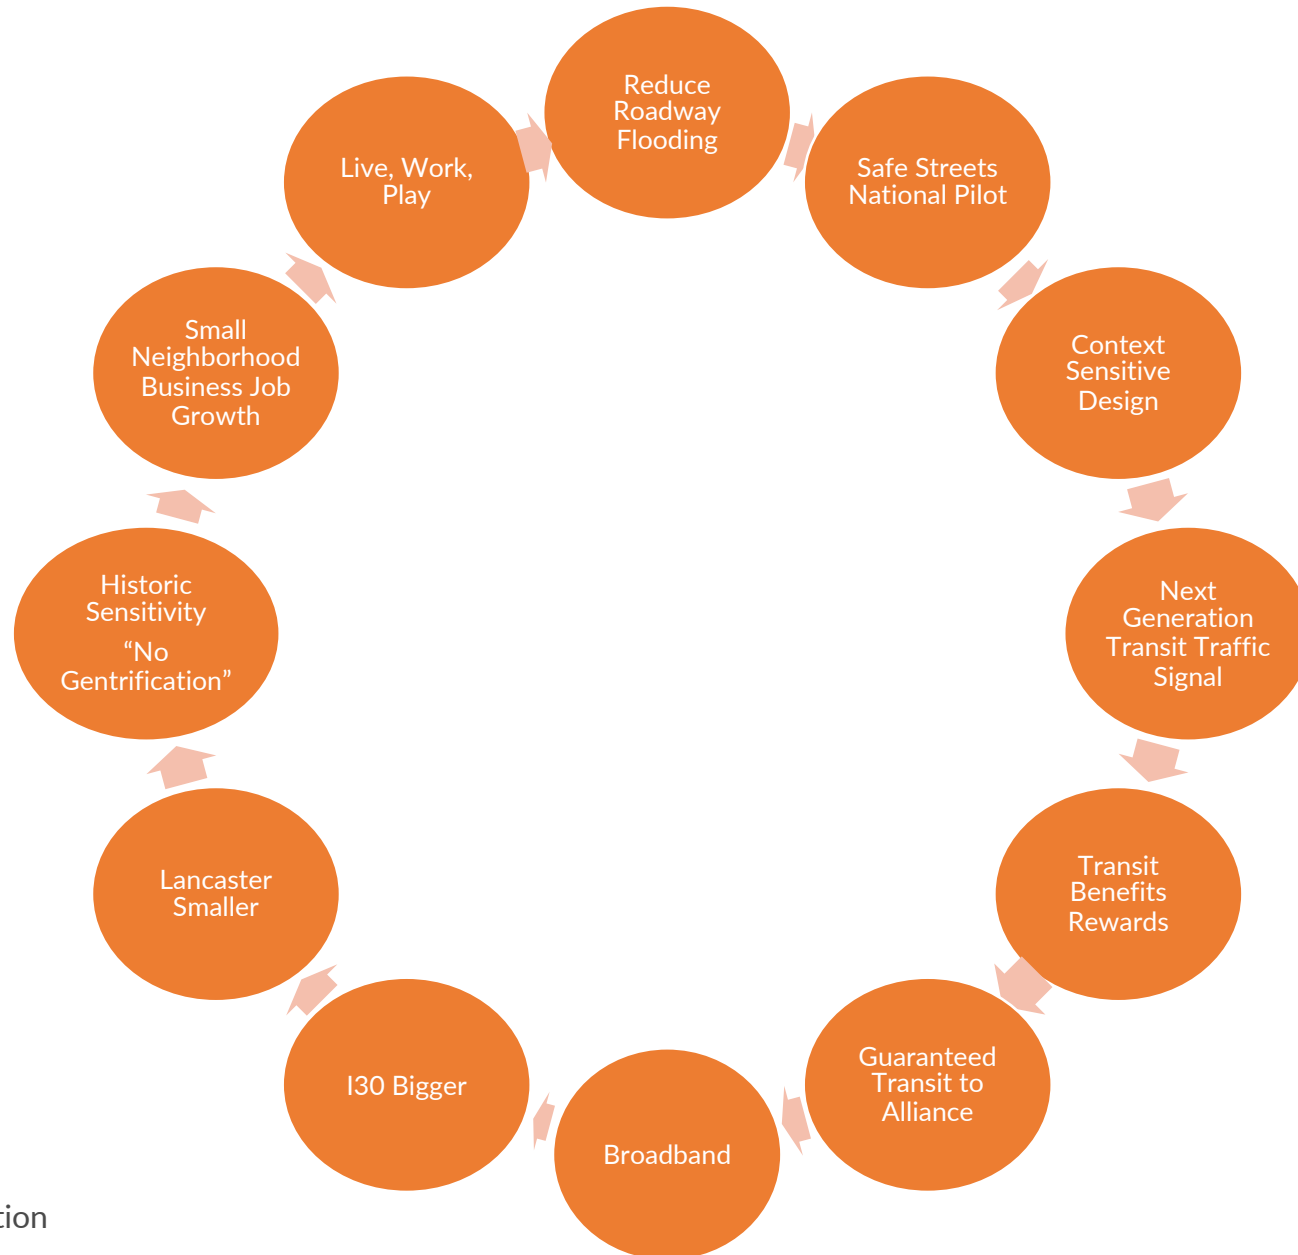 Reduce
Roadway
Flooding
Safe Streets
National Pilot
Context
Sensitive
Design
Next
Generation
Transit Traffic
Signal
Transit
Benefits
Rewards
Guaranteed
Transit to
Alliance
Broadband
I30 Bigger
Lancaster
Smaller
Historic
Sensitivity
“No
Gentrification”
Small
Neighborhood
Business Job
Growth
Live, Work,
Play